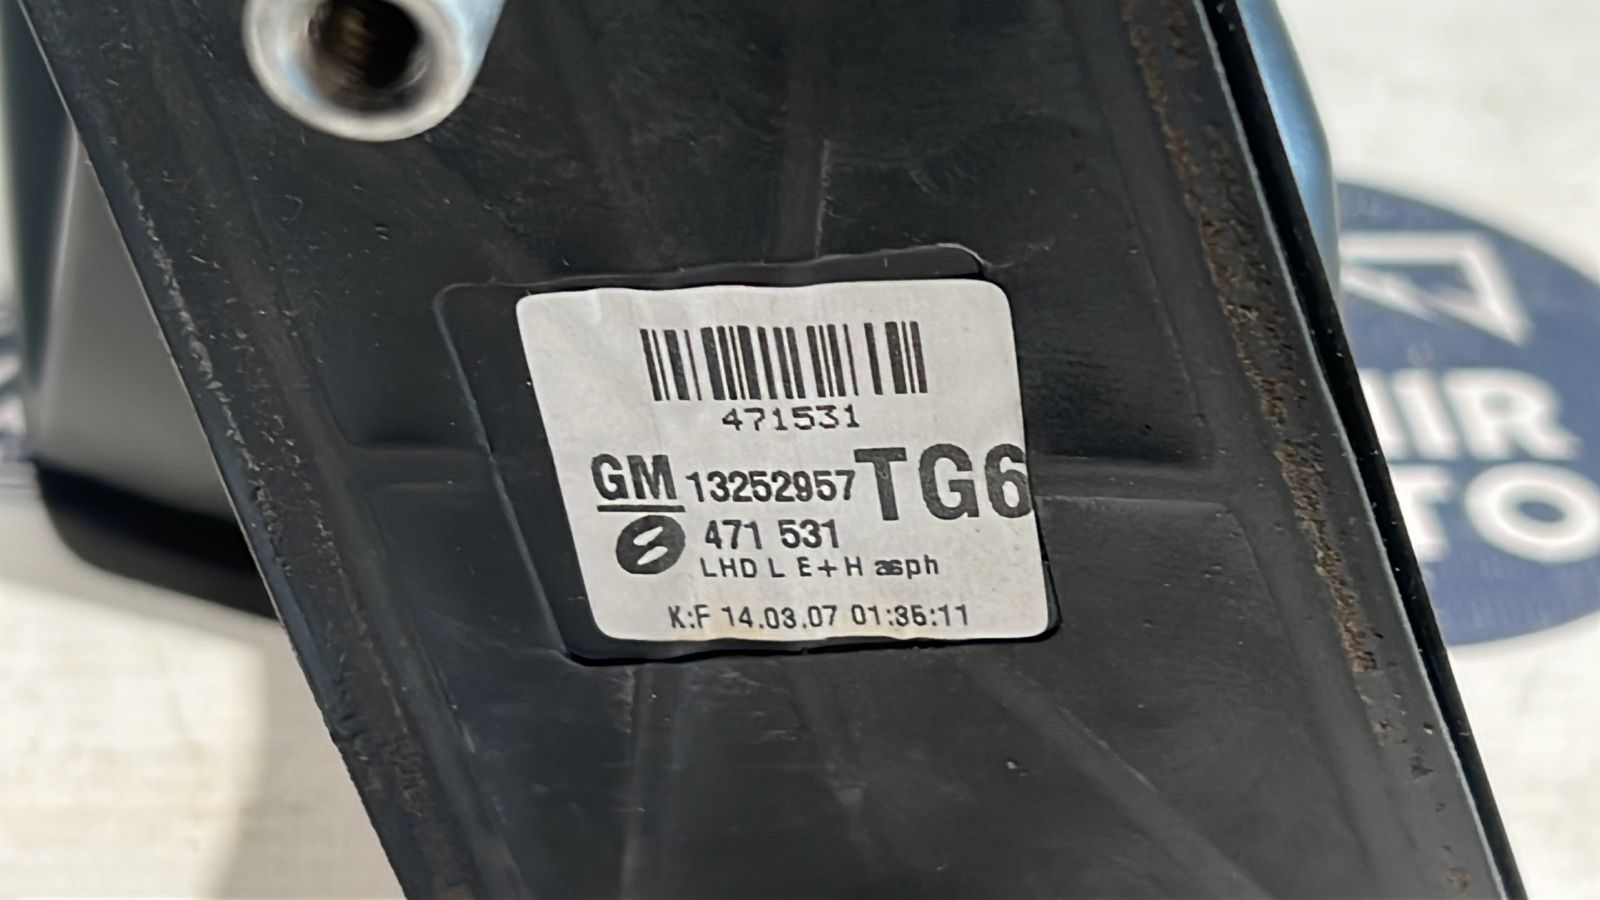 471531
GM 13252957 TG6
471 531
LHD L E+H asph
K:F 14.03.07 01:35:11